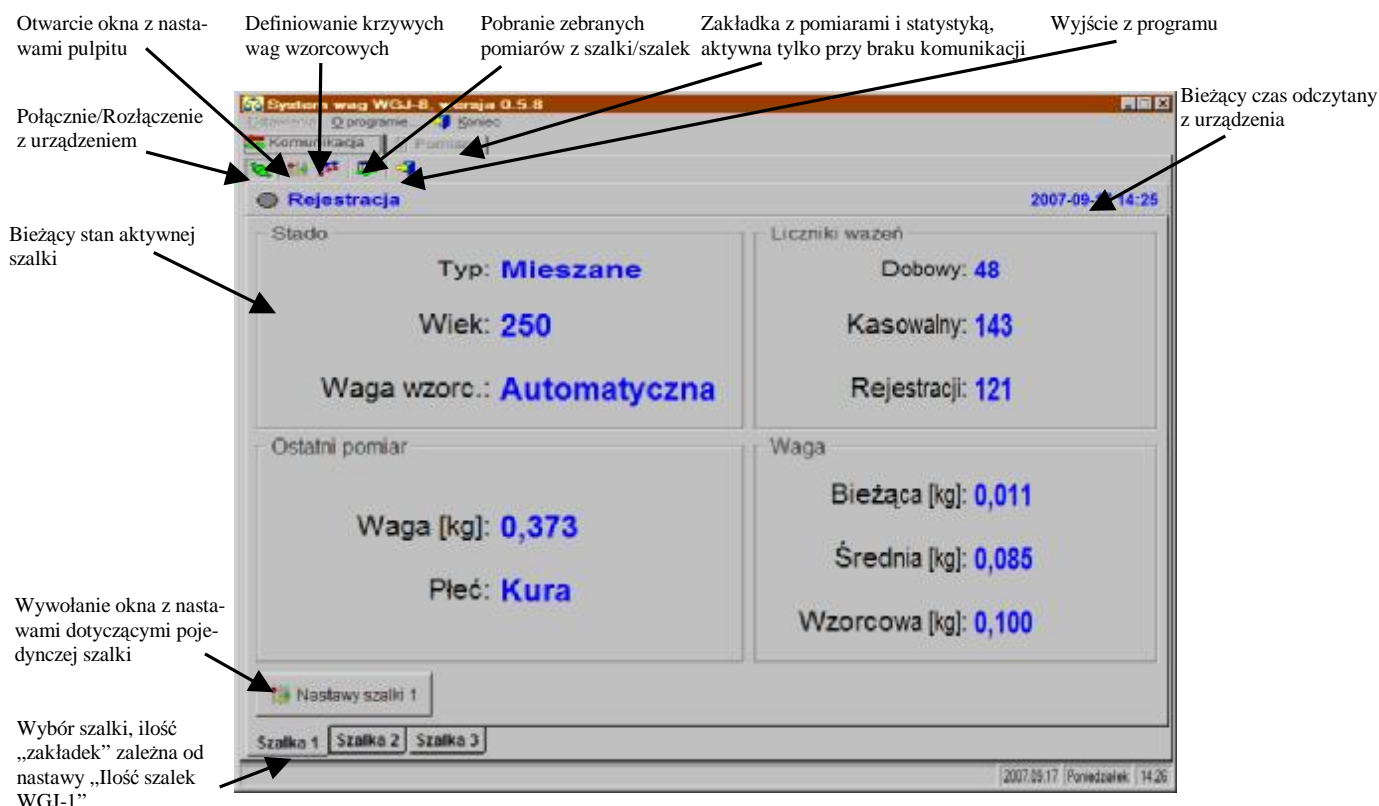 Otwarcie okna z nasta-
wami pulpitu
Definiowanie krzywych
wag wzorcowych
Pobranie zebranych
pomiarów z szalki/szalek
Zakładka z pomiarami i statystyką,
aktywna tylko przy braku komunikacji
Wyjście z programu
Połącznie/Rozłączenie
z urządzeniem
Bieżący czas odczytany
z urządzenia
System wag WGJ-8, wersja 0.5.8
Ustawienia O programie Koniec
Komunikacja
Rejestracja
14:25
Bieżący stan aktywnej
szalki
Stado
Typ: Mieszane
Wiek: 250
Waga wzorc.: Automatyczna
Liczniki ważeń
Dobowy: 48
Kasowalny: 143
Rejestracji: 121
Ostatni pomiar
Waga [kg]: 0,373
Płeć: Kura
Waga
Bieżąca [kg]: 0,011
Średnia [kg]: 0,085
Wzorcowa [kg]: 0,100
Wywołanie okna z nasta-
wami dotyczącymi poje-
dynczej szalki
Nastawy szalki 1
Wybór szalki, ilość
„zakładek” zależna od
nastawy „Ilość szalek
WGJ-1”
Szalka 1 Szalka 2 Szalka 3
2007.09.17 Poniedziałek 14:26